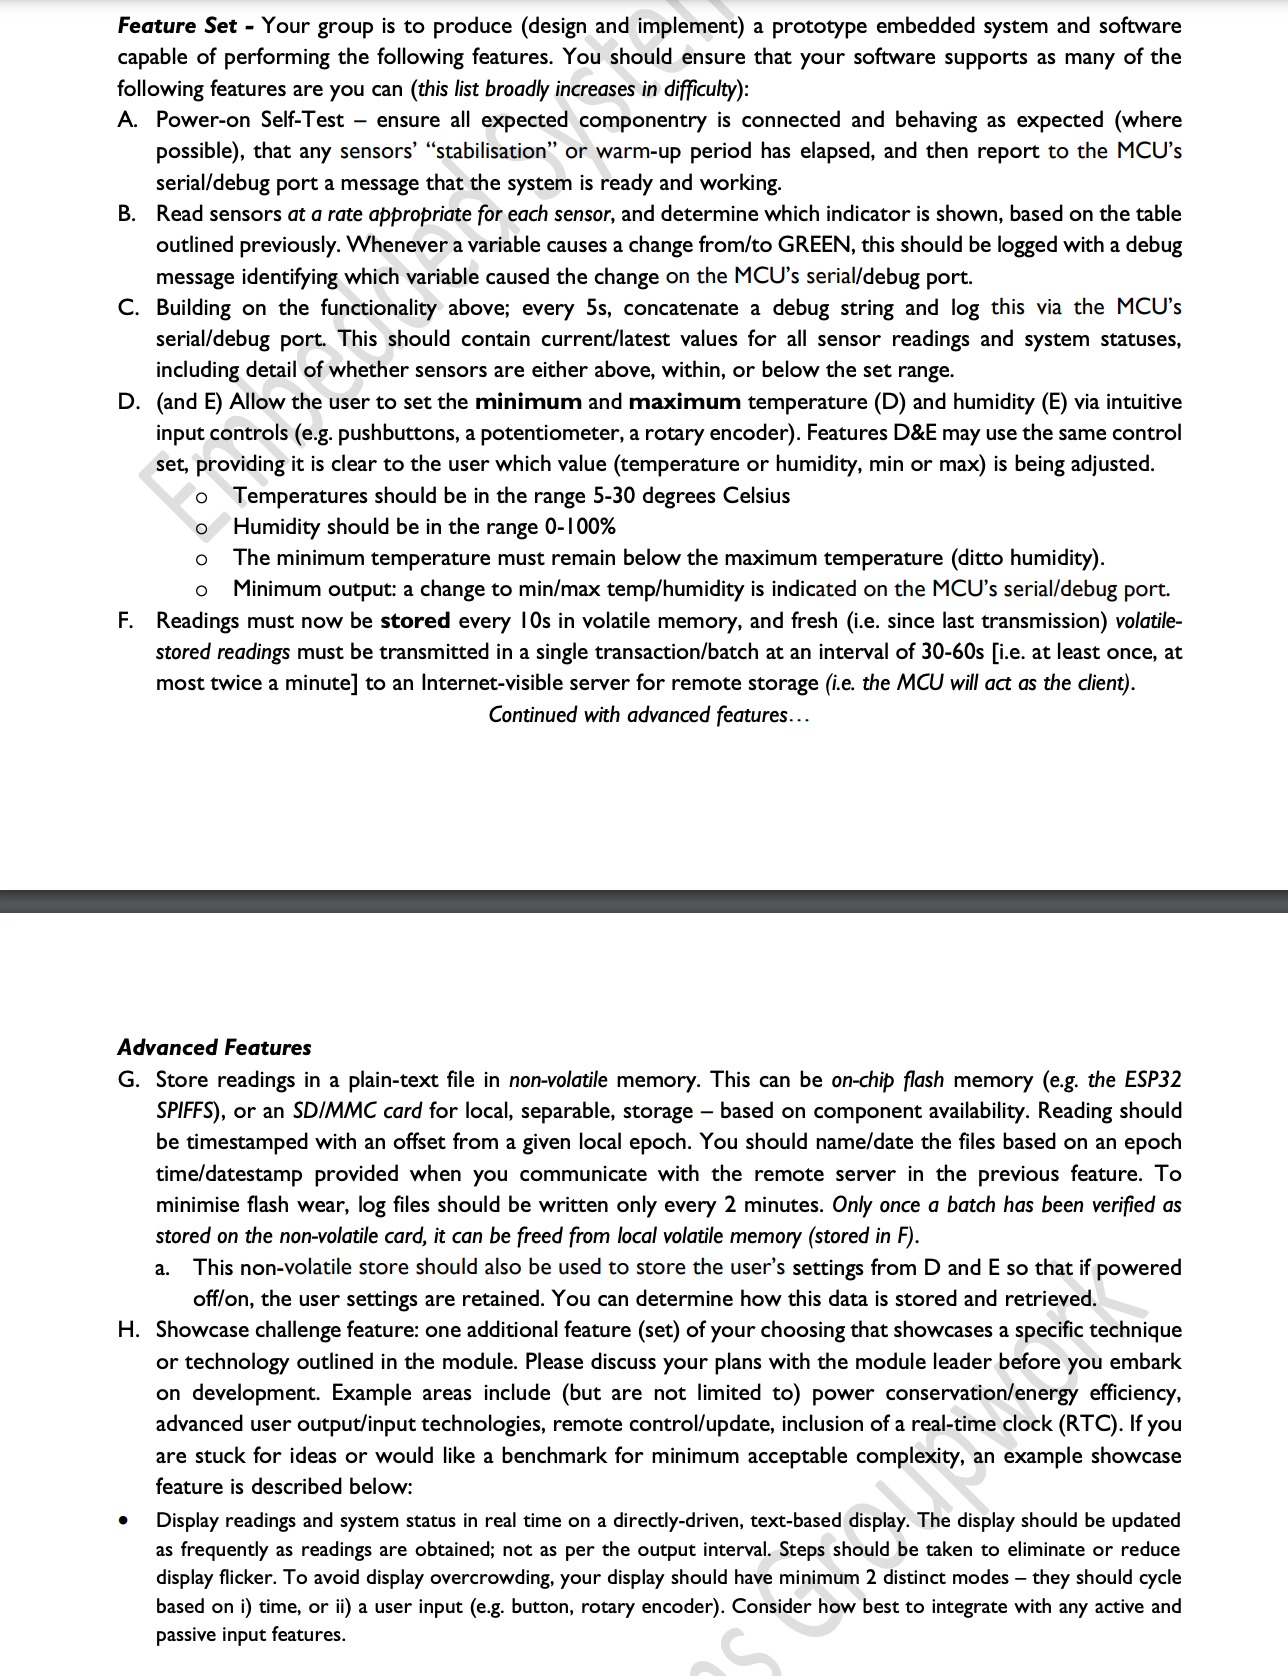 Feature Set - Your group is to produce (design and implement) a prototype embedded system and software
capable of performing the following features. You should ensure that your software supports as many of the
following features are you can (this list broadly increases in difficulty):
A. Power-on Self-Test – ensure all expected componentry is connected and behaving as expected (where
possible), that any sensors’ “stabilisation” or warm-up period has elapsed, and then report to the MCU’s
serial/debug port a message that the system is ready and working.
B. Read sensors at a rate appropriate for each sensor, and determine which indicator is shown, based on the table
outlined previously. Whenever a variable causes a change from/to GREEN, this should be logged with a debug
message identifying which variable caused the change on the MCU’s serial/debug port.
C. Building on the functionality above; every 5s, concatenate a debug string and log this via the MCU’s
serial/debug port. This should contain current/latest values for all sensor readings and system statuses,
including detail of whether sensors are either above, within, or below the set range.
D. (and E) Allow the user to set the minimum and maximum temperature (D) and humidity (E) via intuitive
input controls (e.g. pushbuttons, a potentiometer, a rotary encoder). Features D&E may use the same control
set, providing it is clear to the user which value (temperature or humidity, min or max) is being adjusted.
o Temperatures should be in the range 5-30 degrees Celsius
o Humidity should be in the range 0-100%
o The minimum temperature must remain below the maximum temperature (ditto humidity).
o Minimum output: a change to min/max temp/humidity is indicated on the MCU’s serial/debug port.
F. Readings must now be stored every 10s in volatile memory, and fresh (i.e. since last transmission) volatile-
stored readings must be transmitted in a single transaction/batch at an interval of 30-60s [i.e. at least once, at
most twice a minute] to an Internet-visible server for remote storage (i.e. the MCU will act as the client).
Continued with advanced features…
Advanced Features
G. Store readings in a plain-text file in non-volatile memory. This can be on-chip flash memory (e.g. the ESP32
SPIFFS), or an SD/MMC card for local, separable, storage – based on component availability. Reading should
be timestamped with an offset from a given local epoch. You should name/date the files based on an epoch
time/datestamp provided when you communicate with the remote server in the previous feature. To
minimise flash wear, log files should be written only every 2 minutes. Only once a batch has been verified as
stored on the non-volatile card, it can be freed from local volatile memory (stored in F).
a. This non-volatile store should also be used to store the user’s settings from D and E so that if powered
off/on, the user settings are retained. You can determine how this data is stored and retrieved.
H. Showcase challenge feature: one additional feature (set) of your choosing that showcases a specific technique
or technology outlined in the module. Please discuss your plans with the module leader before you embark
on development. Example areas include (but are not limited to) power conservation/energy efficiency,
advanced user output/input technologies, remote control/update, inclusion of a real-time clock (RTC). If you
are stuck for ideas or would like a benchmark for minimum acceptable complexity, an example showcase
feature is described below:
• Display readings and system status in real time on a directly-driven, text-based display. The display should be updated
as frequently as readings are obtained; not as per the output interval. Steps should be taken to eliminate or reduce
display flicker. To avoid display overcrowding, your display should have minimum 2 distinct modes – they should cycle
based on i) time, or ii) a user input (e.g. button, rotary encoder). Consider how best to integrate with any active and
passive input features.
Embedded System
ns Groupwork